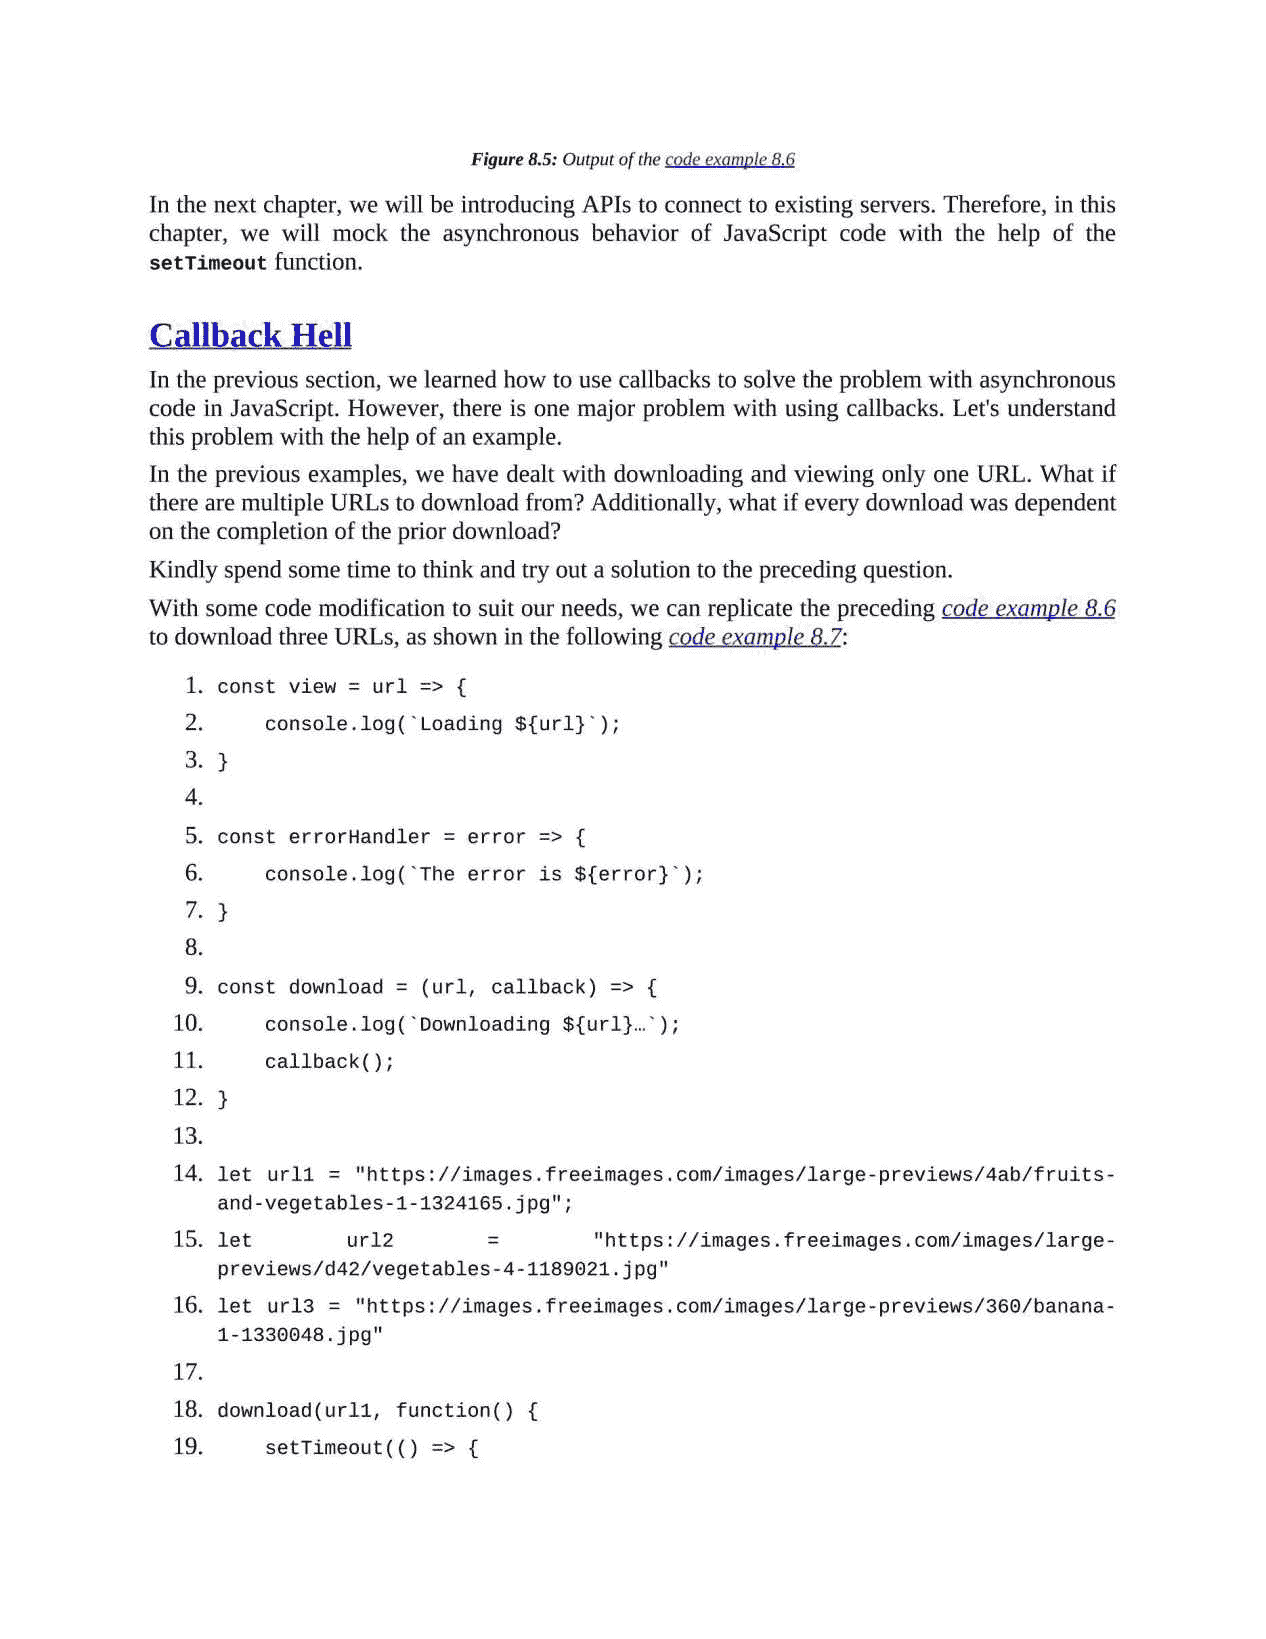 Figure 8.5: Output of the code example 8.6
In the next chapter, we will be introducing APIs to connect to existing servers. Therefore, in this
chapter, we will mock the asynchronous behavior of JavaScript code with the help of the
setTimeout function.
Callback Hell
In the previous section, we learned how to use callbacks to solve the problem with asynchronous
code in JavaScript. However, there is one major problem with using callbacks. Let's understand
this problem with the help of an example.
In the previous examples, we have dealt with downloading and viewing only one URL. What if
there are multiple URLs to download from? Additionally, what if every download was dependent
on the completion of the prior download?
Kindly spend some time to think and try out a solution to the preceding question.
With some code modification to suit our needs, we can replicate the preceding code example 8.6
to download three URLs, as shown in the following code example 8.7:
1. const view = url => {
2.     console.log(`Loading ${url}`);
3. }
4.
5. const errorHandler = error => {
6.     console.log(`The error is ${error}`);
7. }
8.
9. const download = (url, callback) => {
10.     console.log(`Downloading ${url}…`);
11.     callback();
12. }
13.
14. let url1 = "https://images.freeimages.com/images/large-previews/4ab/fruits-
and-vegetables-1-1324165.jpg";
15. let url2 = "https://images.freeimages.com/images/large-
previews/d42/vegetables-4-1189021.jpg"
16. let url3 = "https://images.freeimages.com/images/large-previews/360/banana-
1-1330048.jpg"
17.
18. download(url1, function() {
19.     setTimeout(() => {